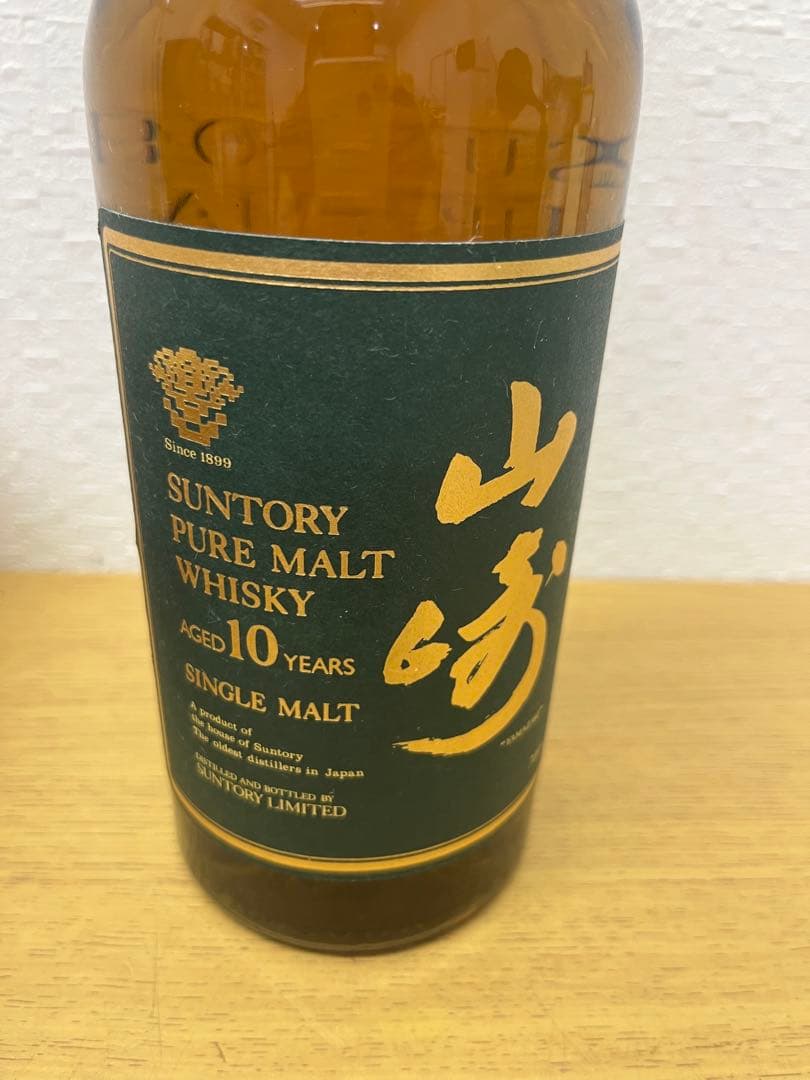 Since 1899
SUNTORY
PURE MALT
WHISKY
AGED 10 YEARS
SINGLE MALT
A product of
the house of Suntory
The oldest distillers in Japan
DISTILLED AND BOTTLED BY
SUNTORY LIMITED
山崎
"YAMAZAKI"